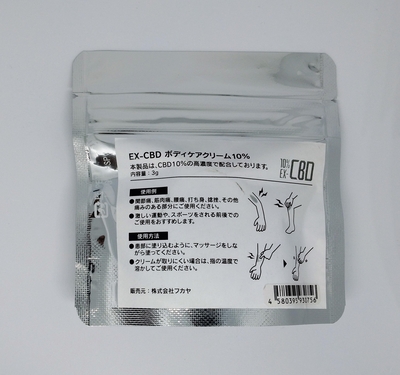 EX-CBD ボディケアクリーム10%
本製品は、CBD10%の高濃度で配合しております。
内容量：3g
10%
EX-CBD
使用例
●関節痛、筋肉痛、腰痛、打ち身、捻挫、その他
痛みのある部分にご使用ください。
●激しい運動や、スポーツをされる前後での
ご使用をおすすめします。
使用方法
●患部に塗り込むように、マッサージをしな
がら塗ってください。
●クリームが取りにくい場合は、指の温度で
溶かしてご使用ください。
販売元：株式会社フカヤ
4 580395 930756